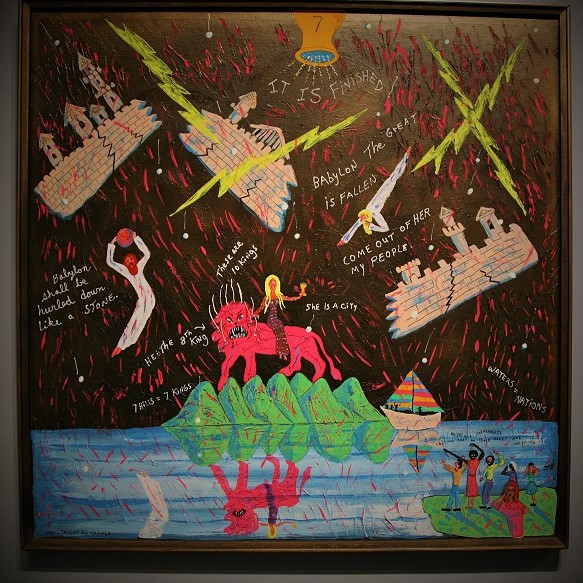 7
IT IS FINISHED!
BABYLON THE GREAT
IS FALLEN
COME OUT OF HER
MY PEOPLE.
Babylon
shall be
hurled down
Like a STONE.
These are
10 Kings
SHE IS A CITY
HE IS THE 8TH
KING
7 HILLS = 7 KINGS
WATERS =
NATIONS